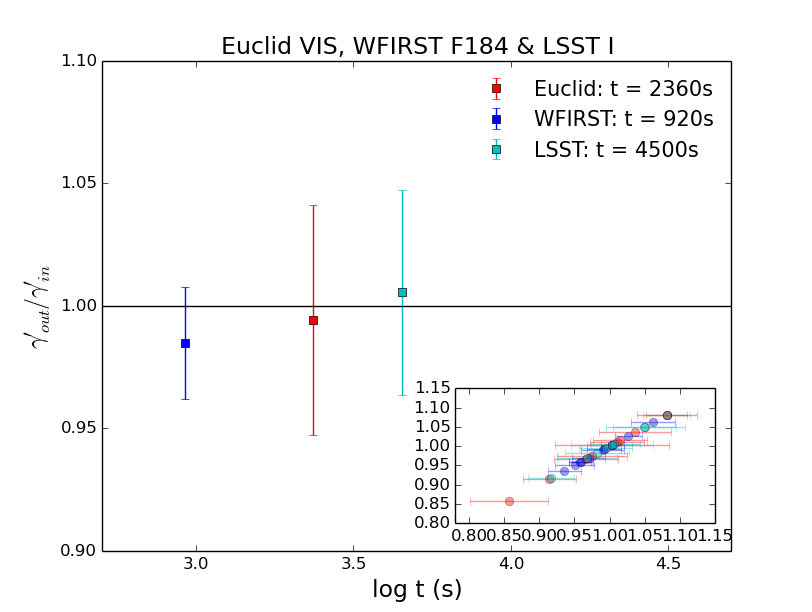 Euclid VIS, WFIRST F184 & LSST I
1.10
1.05
1.00
0.95
0.90
γ'out/γ'in
Euclid: t = 2360s
WFIRST: t = 920s
LSST: t = 4500s
1.15
1.10
1.05
1.00
0.95
0.90
0.85
0.80
0.80 0.85 0.90 0.95 1.00 1.05 1.10 1.15
3.0 3.5 4.0 4.5
log t (s)